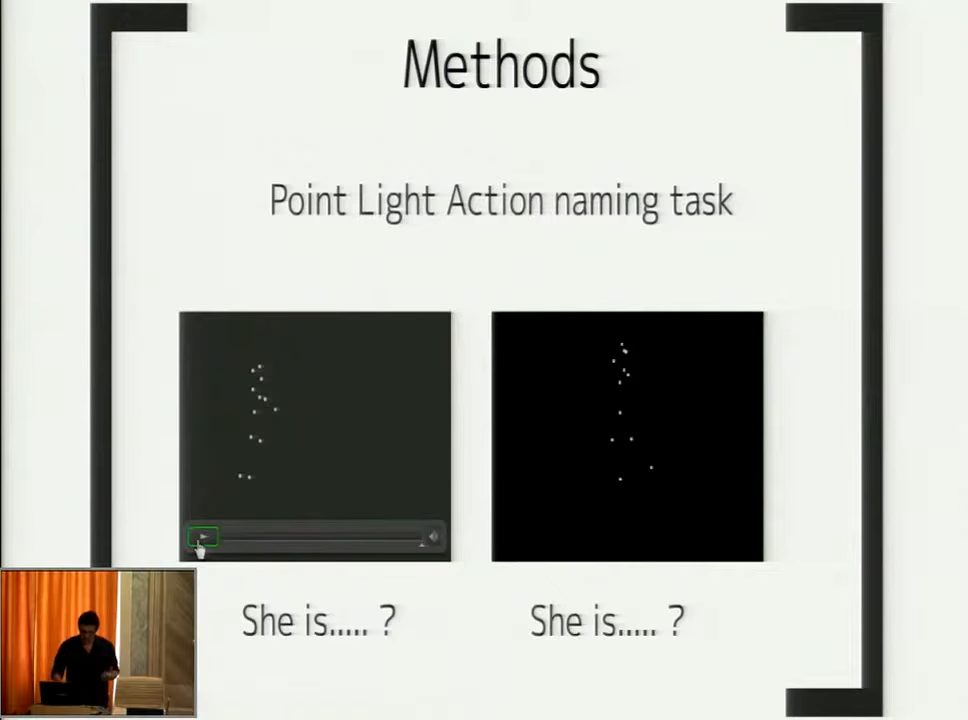 Methods
Point Light Action naming task
She is..... ?
She is..... ?